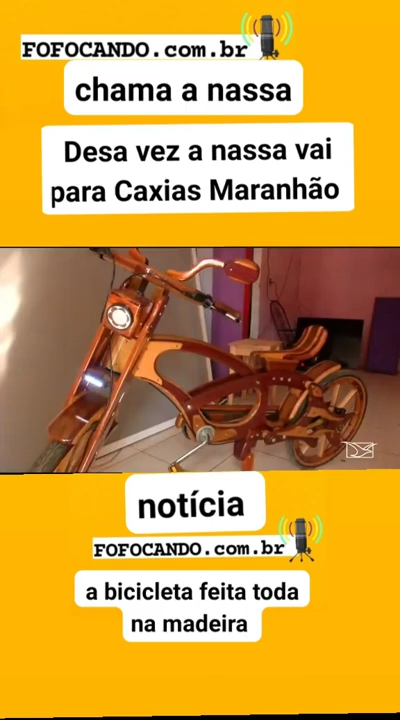 FOFOCANDO.com.br
chama a nassa
Desa vez a nassa vai
para Caxias Maranhão
notícia
FOFOCANDO.com.br
a bicicleta feita toda
na madeira